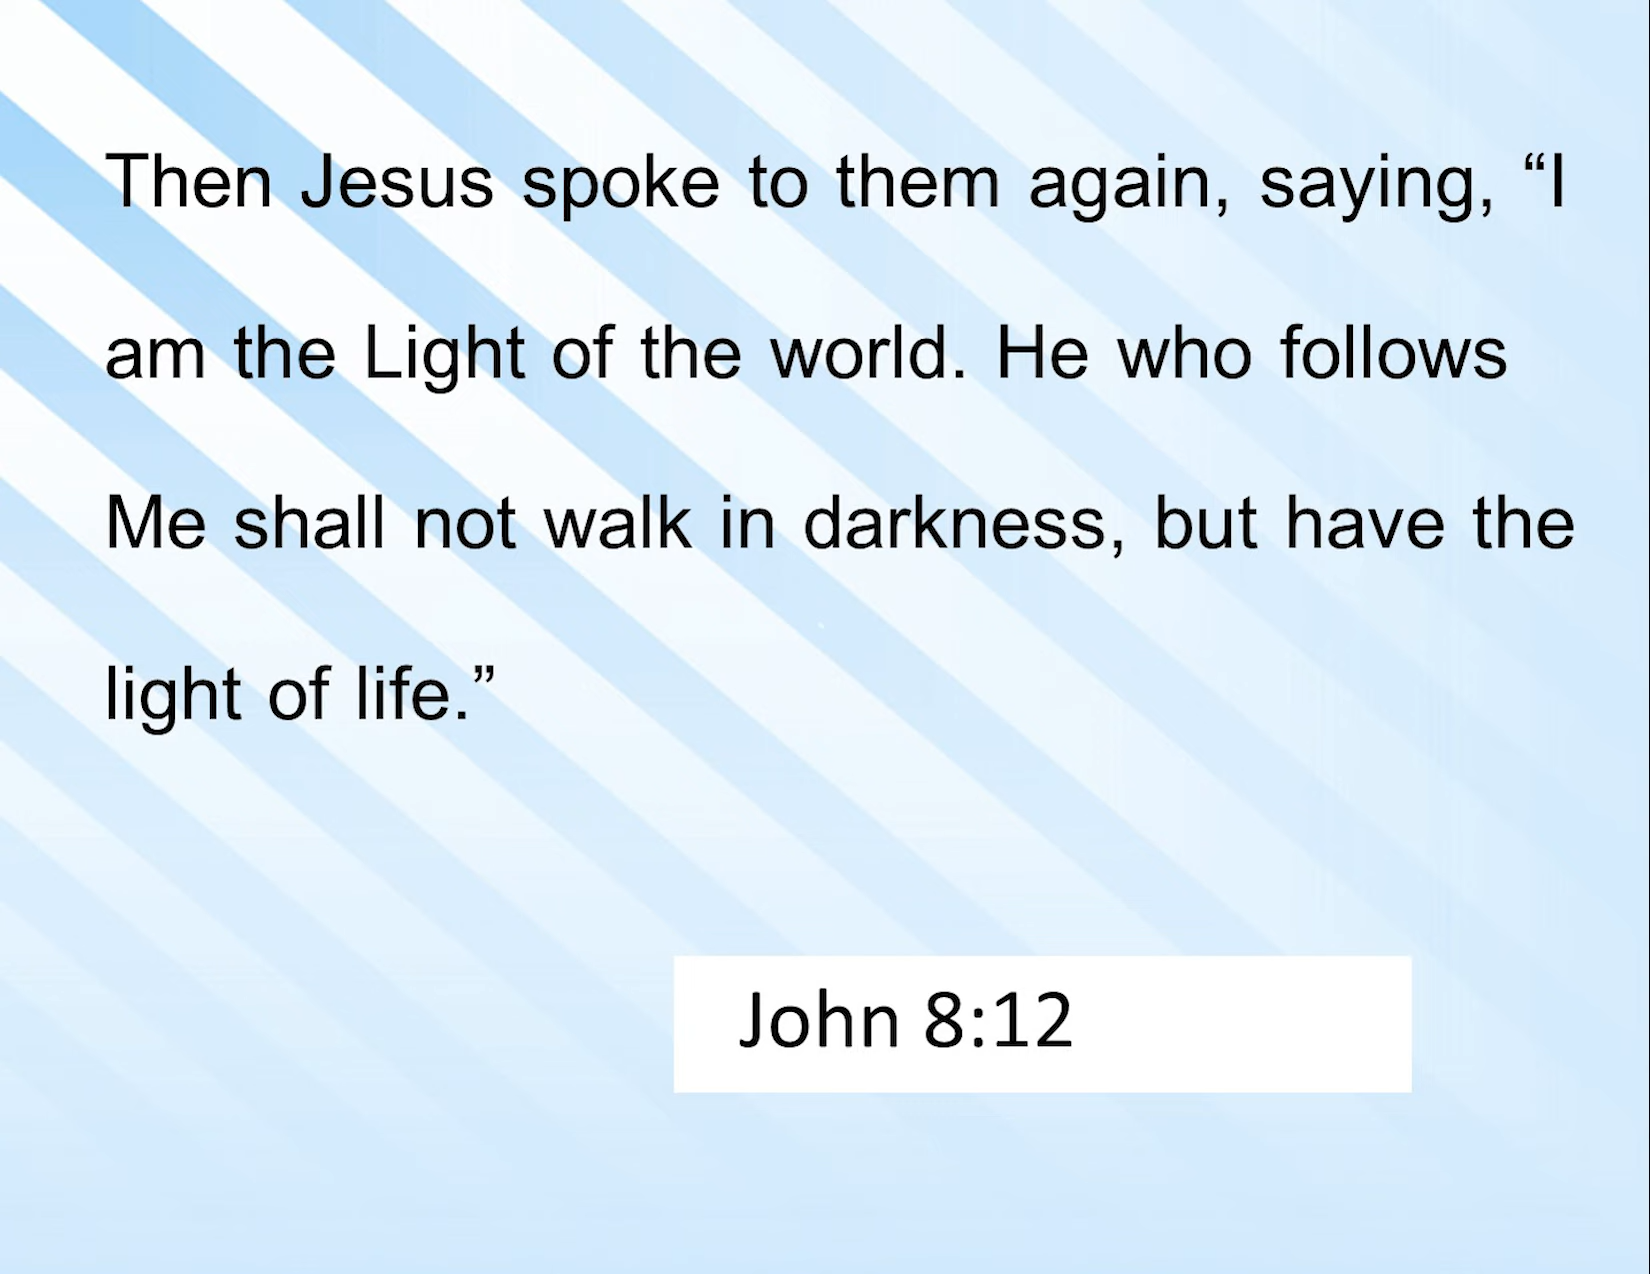 Then Jesus spoke to them again, saying, “I
am the Light of the world. He who follows
Me shall not walk in darkness, but have the
light of life.”
John 8:12